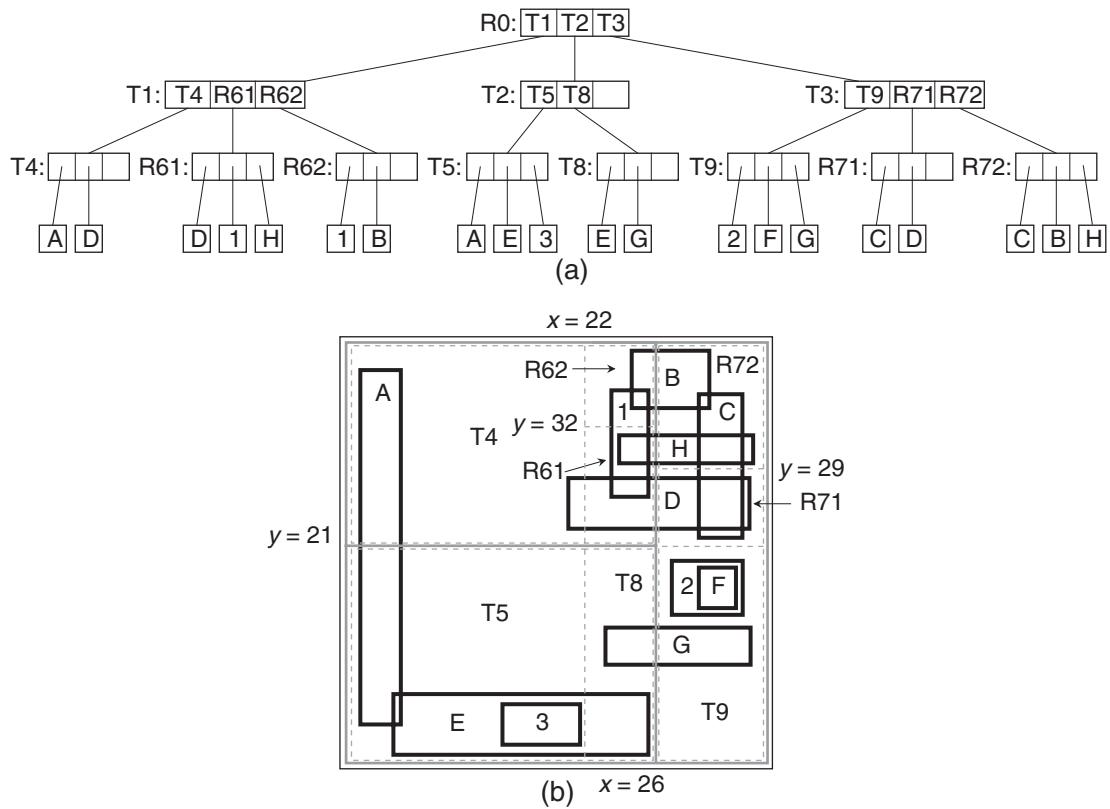 R0: T1 T2 T3
T1: T4 R61 R62 T2: T5 T8 T3: T9 R71 R72
T4: R61: R62: T5: T8: T9: R71: R72:
A D D 1 H 1 B A E 3 E G 2 F G C D C B H
(a)
x = 22
R62 B R72
A 1 C
T4 y = 32
H
R61 y = 29
D R71
y = 21
T8 2 F
T5
G
T9
E 3
x = 26
(b)